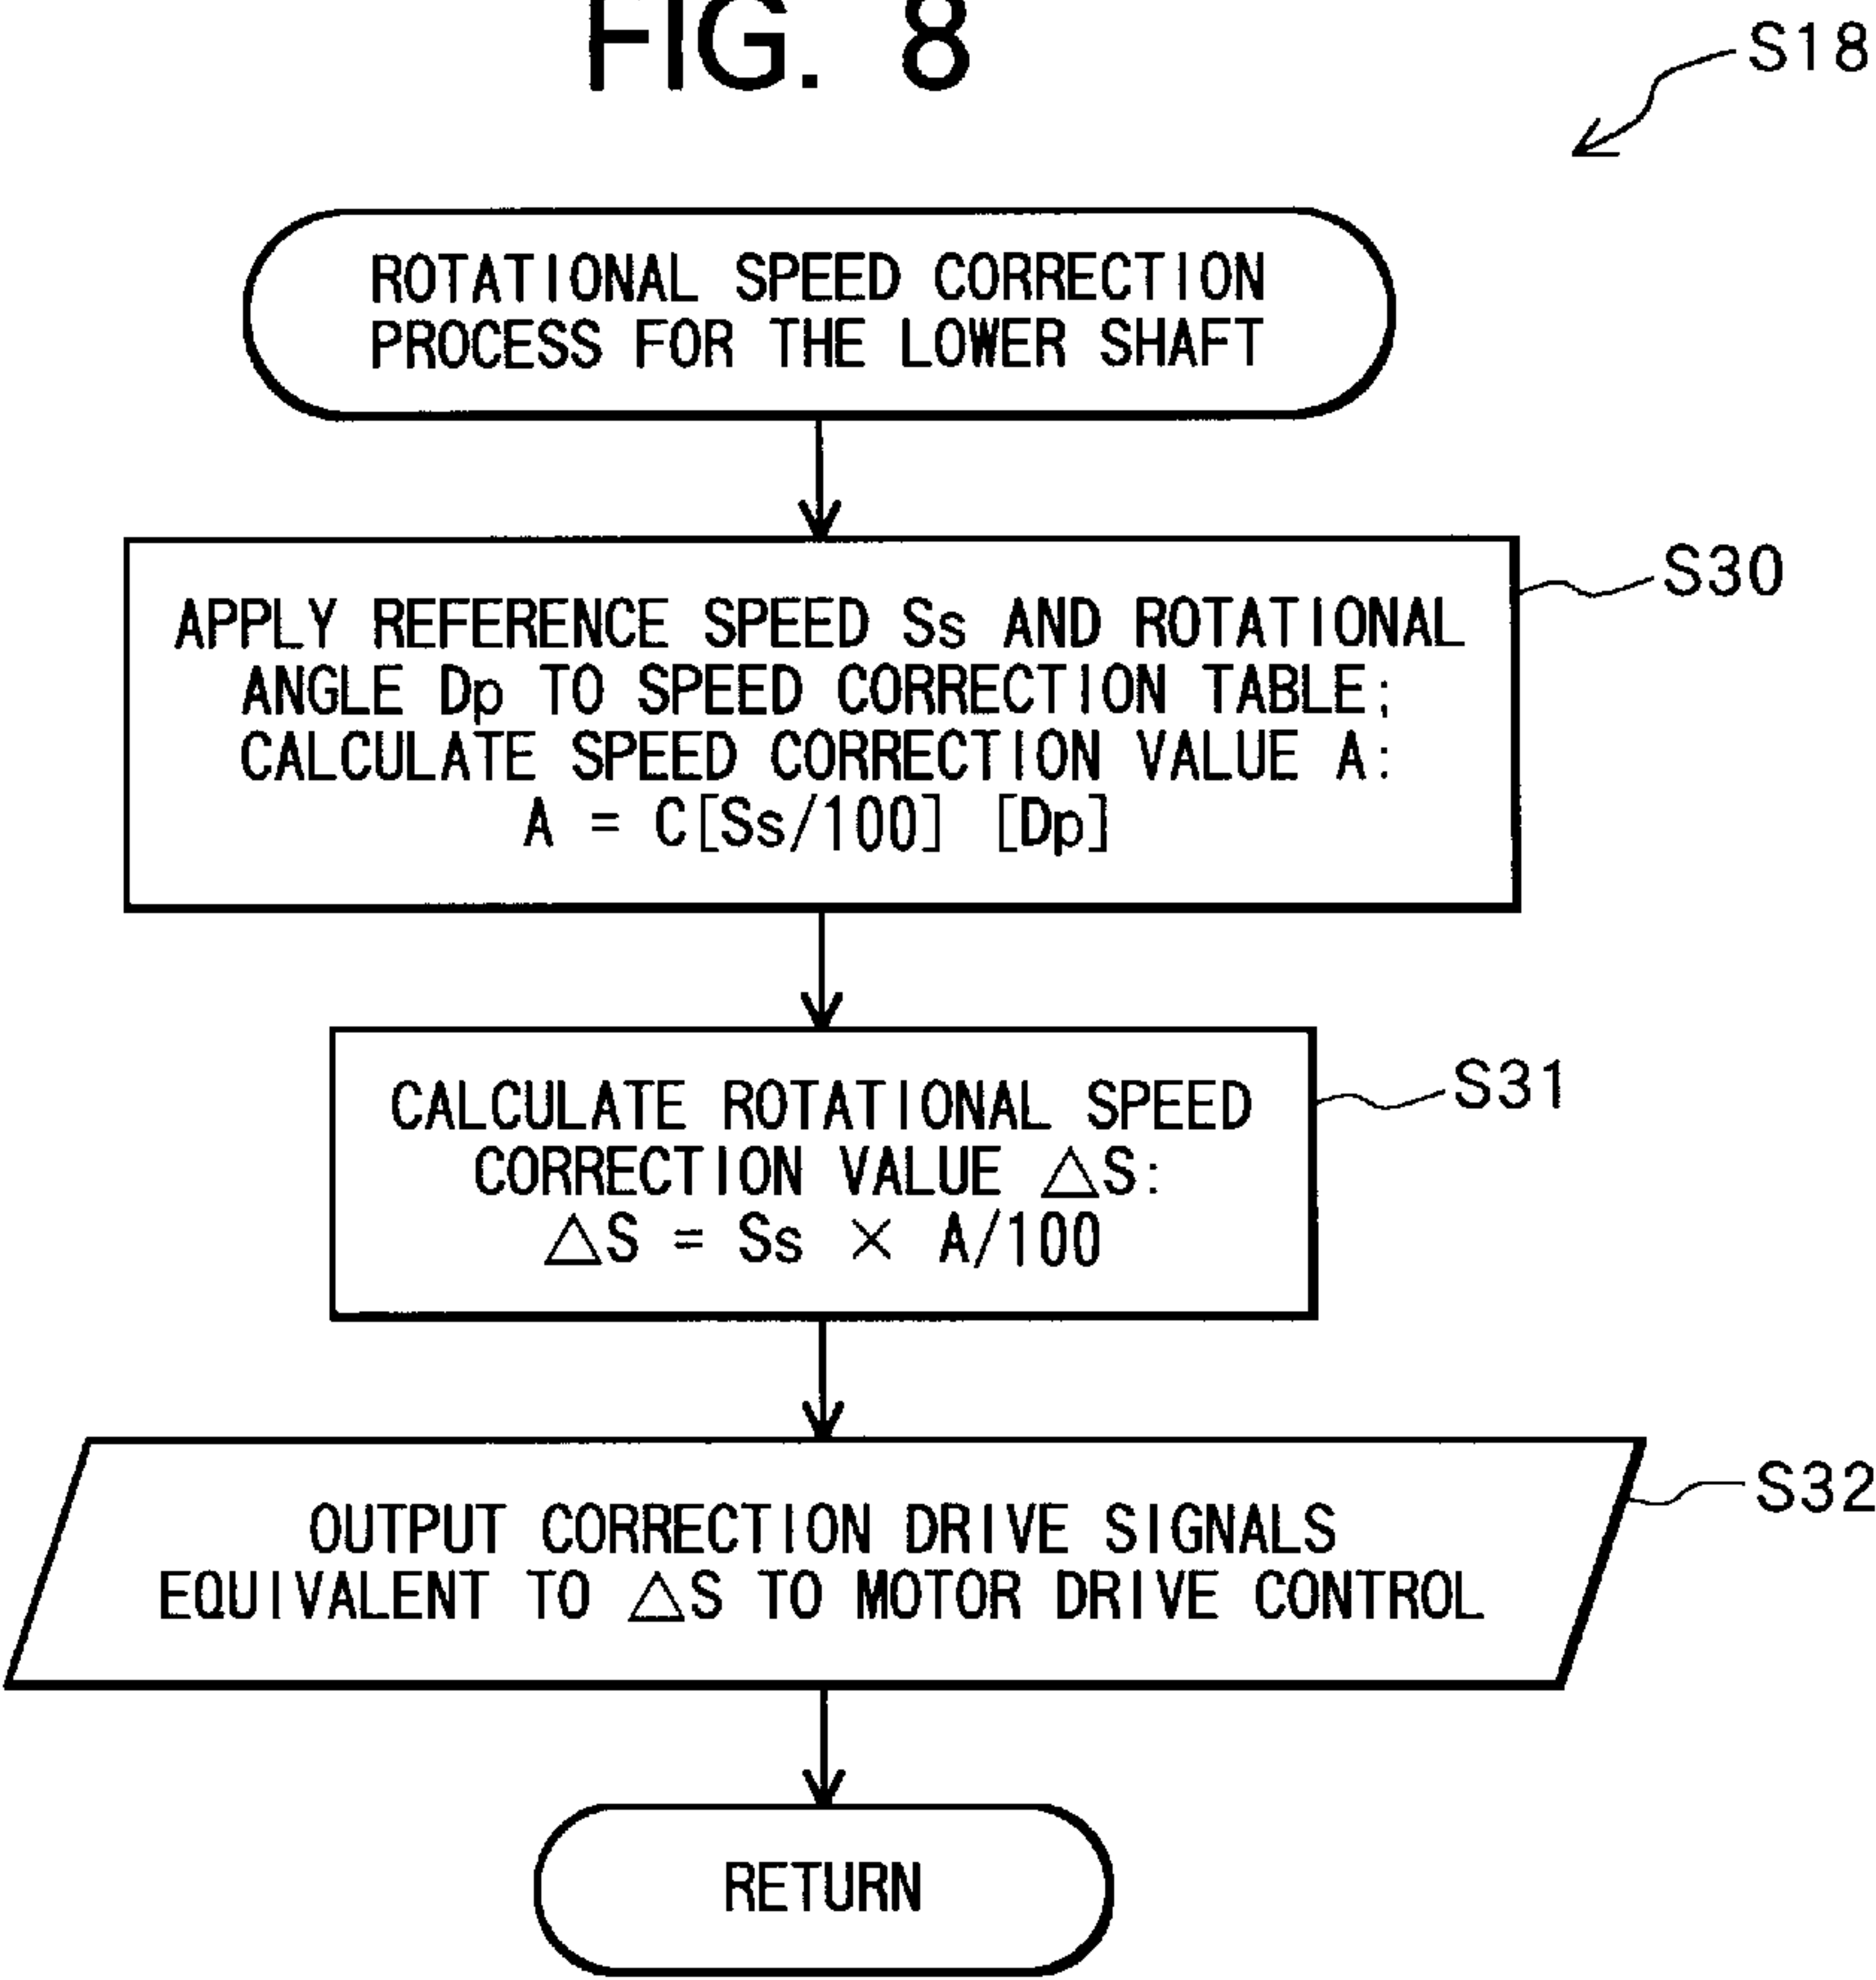 FIG. 8
S18
ROTATIONAL SPEED CORRECTION
PROCESS FOR THE LOWER SHAFT
S30
APPLY REFERENCE SPEED Ss AND ROTATIONAL
ANGLE Dp TO SPEED CORRECTION TABLE;
CALCULATE SPEED CORRECTION VALUE A:
A = C[Ss/100] [Dp]
S31
CALCULATE ROTATIONAL SPEED
CORRECTION VALUE △S:
△S = Ss × A/100
S32
OUTPUT CORRECTION DRIVE SIGNALS
EQUIVALENT TO △S TO MOTOR DRIVE CONTROL
RETURN